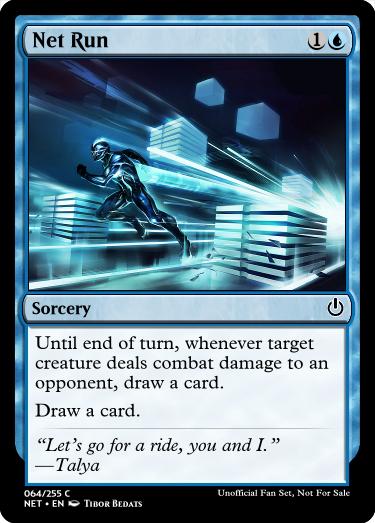 Net Run 1
Sorcery
Until end of turn, whenever target
creature deals combat damage to an
opponent, draw a card.
Draw a card.
“Let’s go for a ride, you and I.”
—Talya
064/255 C
NET • EN Tibor Bedats
Unofficial Fan Set, Not For Sale